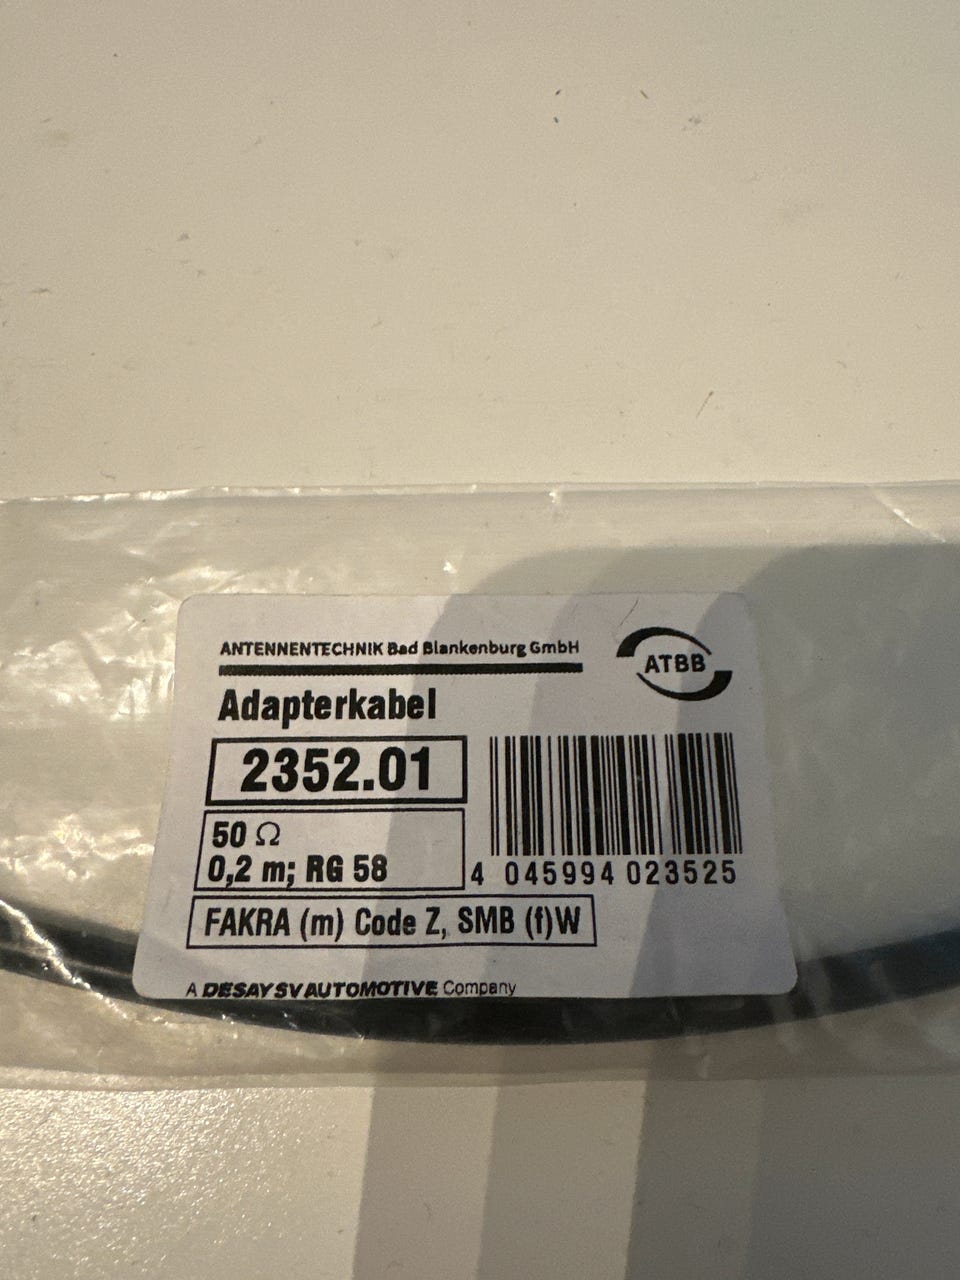 ANTENNENTECHNIK Bad Blankenburg GmbH
ATBB
Adapterkabel
2352.01
50 Ω
0,2 m; RG 58
4 045994 023525
FAKRA (m) Code Z, SMB (f)W
A DESAY SV AUTOMOTIVE Company